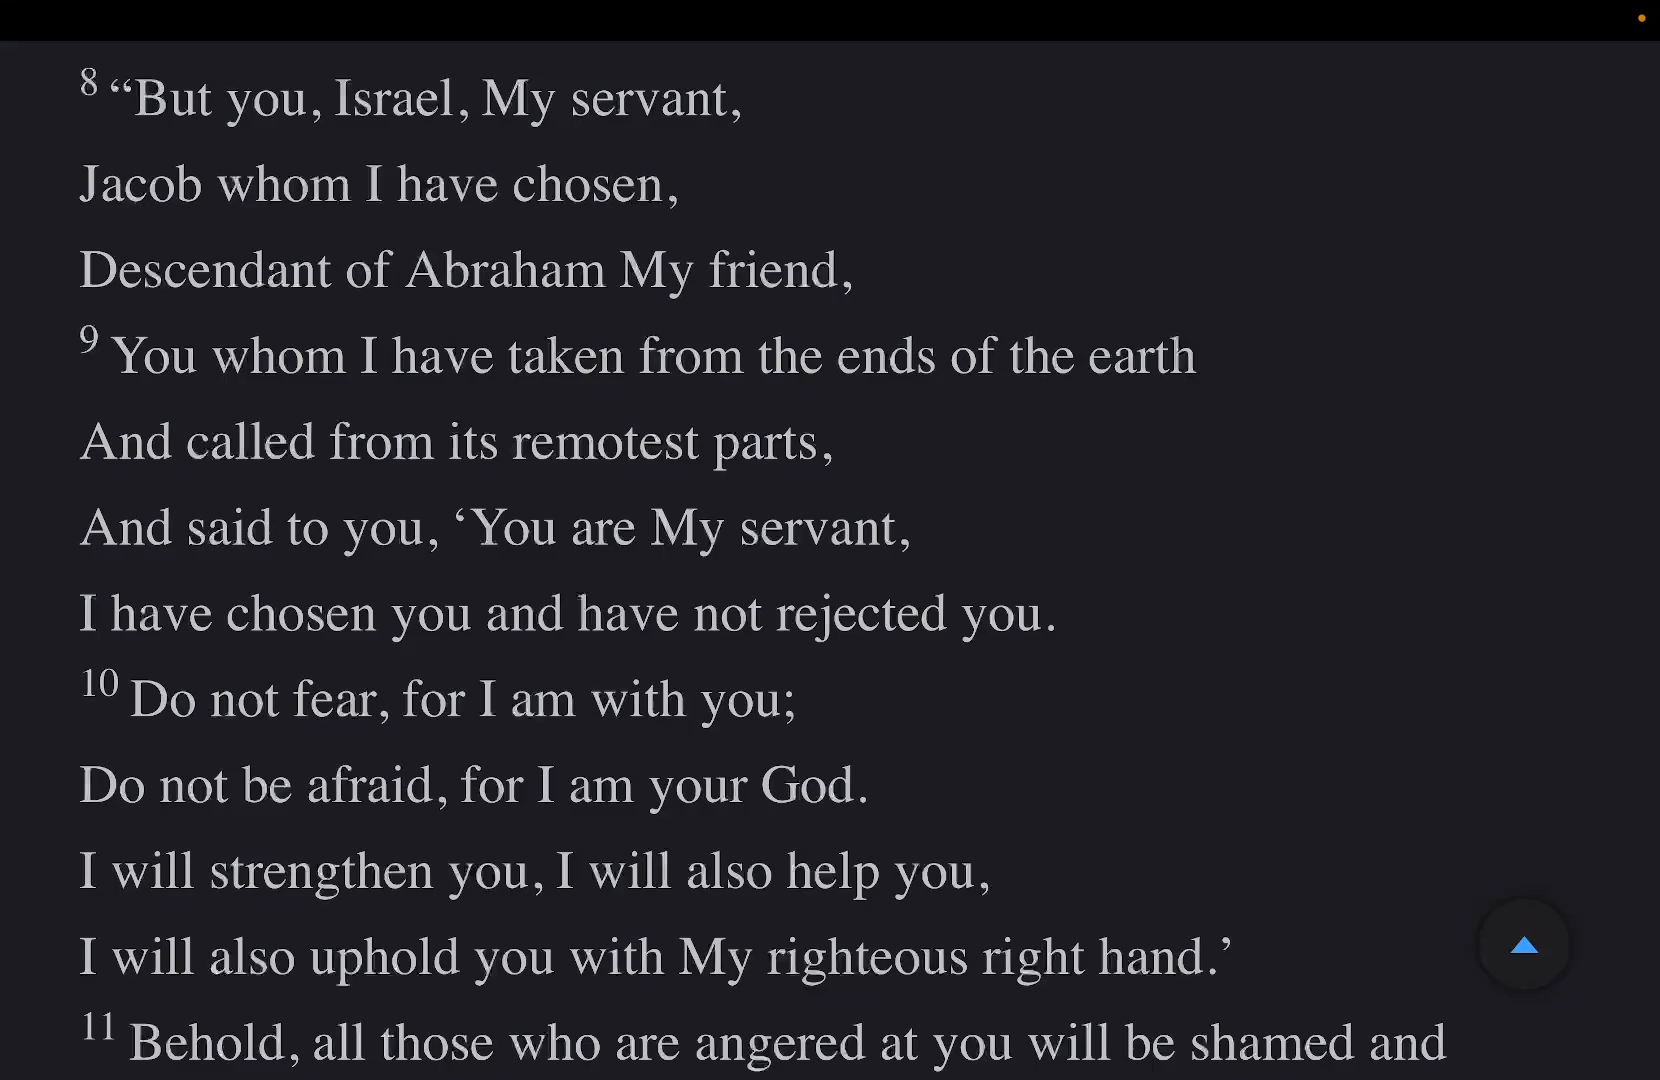 8 “But you, Israel, My servant,
Jacob whom I have chosen,
Descendant of Abraham My friend,
9 You whom I have taken from the ends of the earth
And called from its remotest parts,
And said to you, ‘You are My servant,
I have chosen you and have not rejected you.
10 Do not fear, for I am with you;
Do not be afraid, for I am your God.
I will strengthen you, I will also help you,
I will also uphold you with My righteous right hand.’
11 Behold, all those who are angered at you will be shamed and